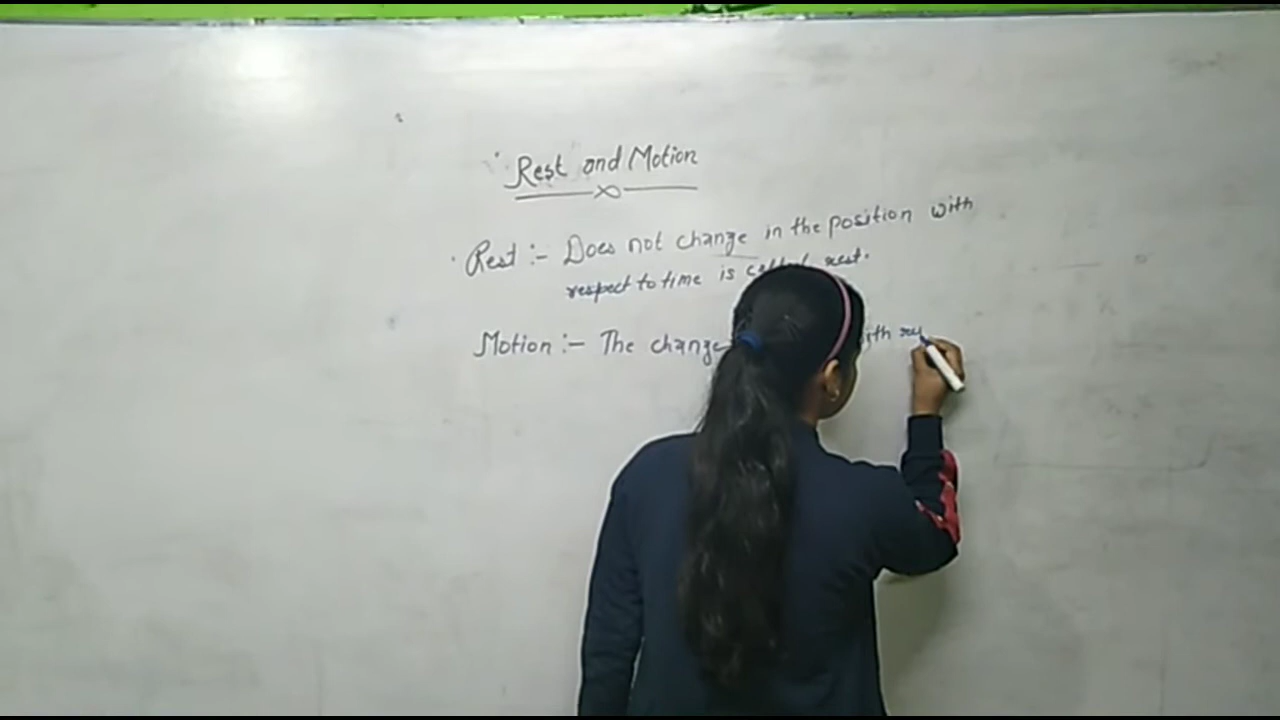 Rest and Motion
Rest :- Does not change in the position with
respect to time is called rest.
Motion :- The change